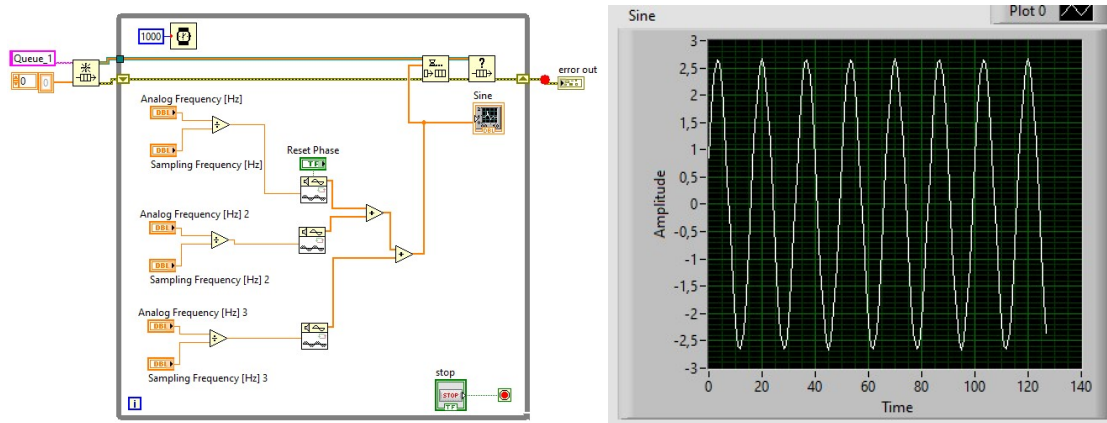 1000
Queue_1
0
0
?
error out
Sine
Analog Frequency [Hz]
DBL
DBL
Sampling Frequency [Hz]
Reset Phase
TF
Analog Frequency [Hz] 2
DBL
DBL
Sampling Frequency [Hz] 2
Analog Frequency [Hz] 3
DBL
DBL
Sampling Frequency [Hz] 3
stop
STOP
TF
i
Sine
Plot 0
Amplitude
3
2,5
2
1,5
1
0,5
0
-0,5
-1
-1,5
-2
-2,5
-3
0 20 40 60 80 100 120 140
Time